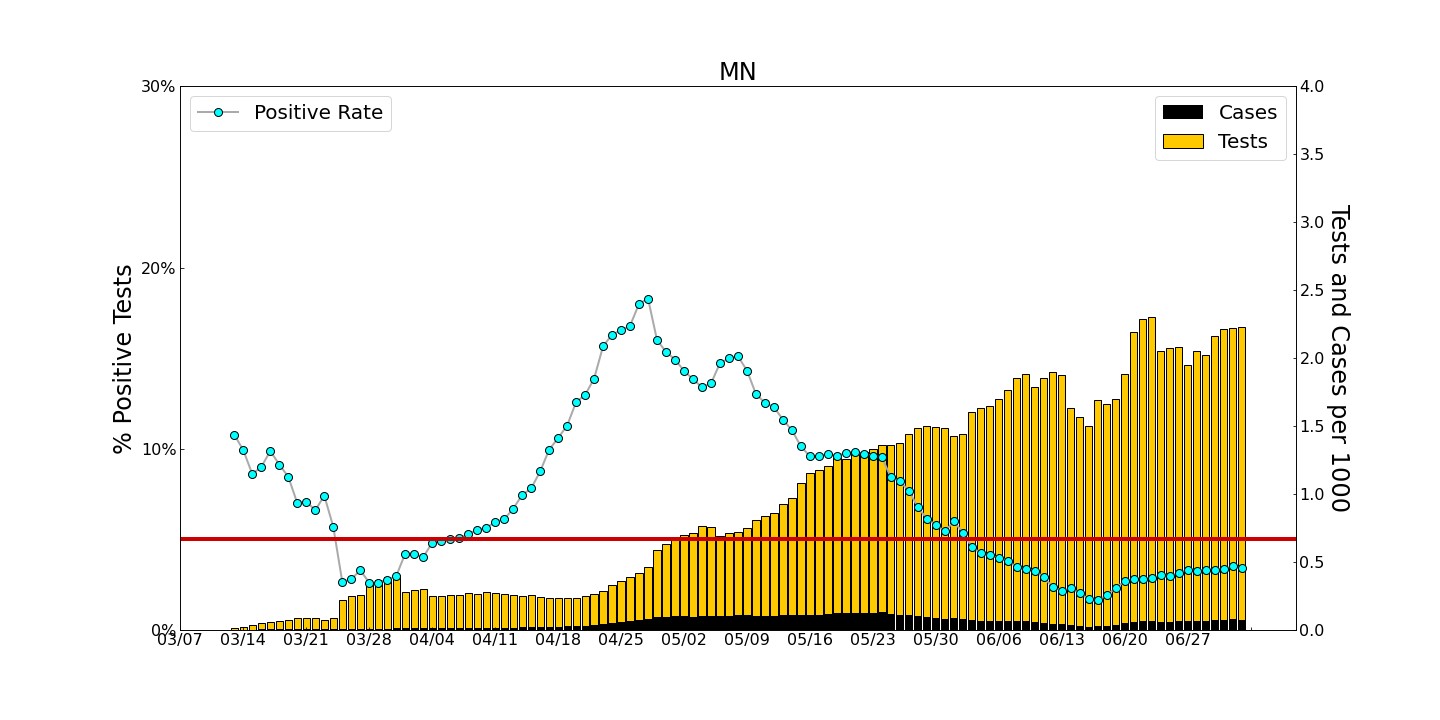 MN
30%
20%
10%
0%
% Positive Tests
Positive Rate
Cases
Tests
4.0
3.5
3.0
2.5
2.0
1.5
1.0
0.5
0.0
Tests and Cases per 1000
03/07 03/14 03/21 03/28 04/04 04/11 04/18 04/25 05/02 05/09 05/16 05/23 05/30 06/06 06/13 06/20 06/27